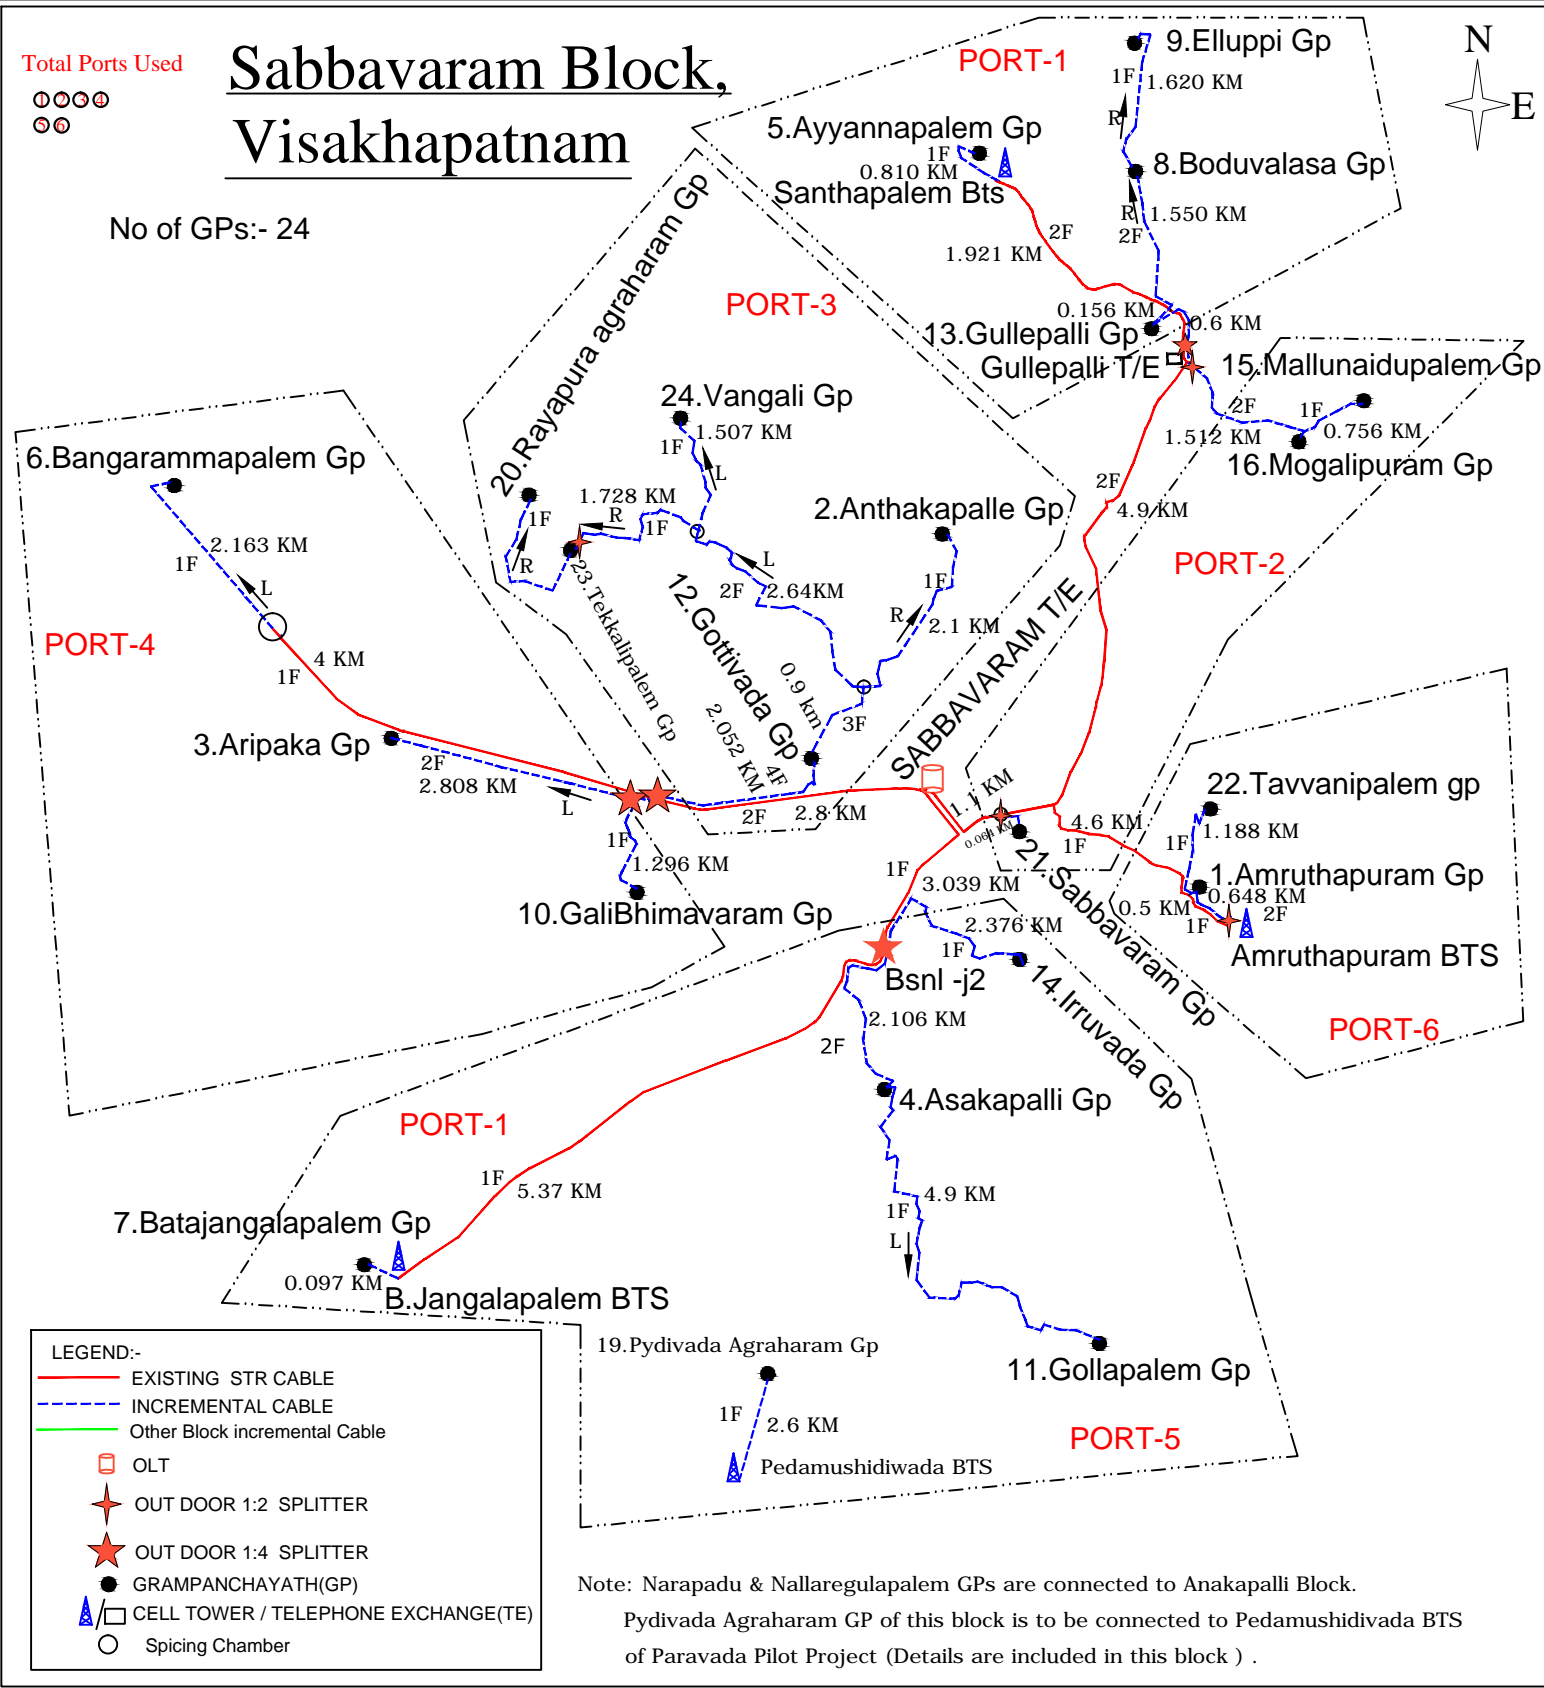 Total Ports Used
1 2 3 4
5 6
Sabbavaram Block,
Visakhapatnam
No of GPs:- 24
N
E
PORT-1
9.Elluppi Gp
1F
1.620 KM
R
5.Ayyannapalem Gp
1F
0.810 KM
Santhapalem Bts
8.Boduvalasa Gp
R
1.550 KM
2F
2F
1.921 KM
0.156 KM
0.6 KM
13.Gullepalli Gp
Gullepalli T/E
15.Mallunaidupalem Gp
2F
1F
1.512 KM
0.756 KM
16.Mogalipuram Gp
2F
4.9 KM
PORT-2
PORT-3
20.Rayapura agraharam Gp
24.Vangali Gp
1F
1.507 KM
L
1.728 KM
R
1F
1F
R
23.Tekkalipalem Gp
2.Anthakapalle Gp
L
2F
2.64KM
1F
R
2.1 KM
12.Gottivada Gp
0.9 km
3F
2.052 KM
4F
SABBAVARAM T/E
6.Bangarammapalem Gp
2.163 KM
1F
L
PORT-4
4 KM
1F
3.Aripaka Gp
2F
2.808 KM
L
2F
2.8 KM
1F
1.296 KM
10.GaliBhimavaram Gp
1.1 KM
0.064 KM
21.Sabbavaram Gp
4.6 KM
1F
22.Tavvanipalem gp
1.188 KM
1F
1.Amruthapuram Gp
0.648 KM
0.5 KM
2F
1F
Amruthapuram BTS
PORT-6
1F
3.039 KM
2.376 KM
1F
14.Irruvada Gp
Bsnl -j2
2.106 KM
2F
4.Asakapalli Gp
PORT-1
1F
5.37 KM
4.9 KM
1F
L
7.Batajangalapalem Gp
0.097 KM
B.Jangalapalem BTS
19.Pydivada Agraharam Gp
1F
2.6 KM
Pedamushidiwada BTS
11.Gollapalem Gp
PORT-5
LEGEND:-
EXISTING STR CABLE
INCREMENTAL CABLE
Other Block incremental Cable
OLT
OUT DOOR 1:2 SPLITTER
OUT DOOR 1:4 SPLITTER
GRAMPANCHAYATH(GP)
CELL TOWER / TELEPHONE EXCHANGE(TE)
Spicing Chamber
Note: Narapadu & Nallaregulapalem GPs are connected to Anakapalli Block.
Pydivada Agraharam GP of this block is to be connected to Pedamushidivada BTS
of Paravada Pilot Project (Details are included in this block ) .